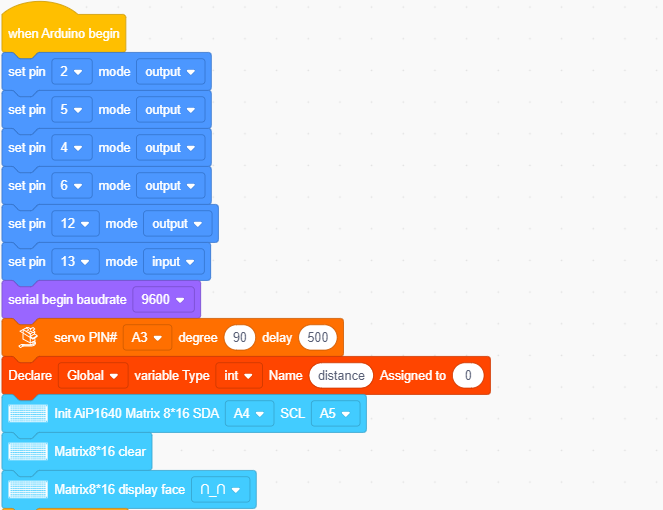 when Arduino begin
set pin 2 mode output
set pin 5 mode output
set pin 4 mode output
set pin 6 mode output
set pin 12 mode output
set pin 13 mode input
serial begin baudrate 9600
servo PIN# A3 degree 90 delay 500
Declare Global variable Type int Name distance Assigned to 0
Init AiP1640 Matrix 8*16 SDA A4 SCL A5
Matrix8*16 clear
Matrix8*16 display face ∩_∩